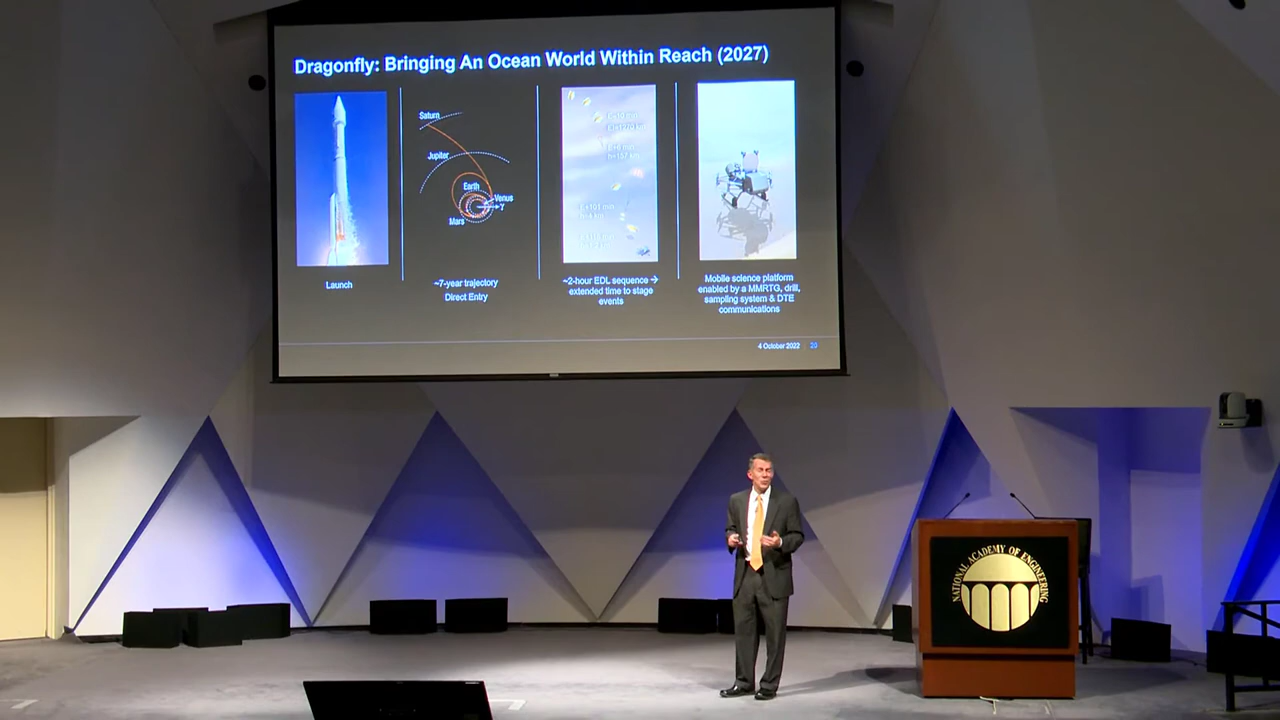 Dragonfly: Bringing An Ocean World Within Reach (2027)
Saturn
Jupiter
Earth
Venus
Mars
Launch
~7-year trajectory
Direct Entry
~2-hour EDL sequence →
extended time to stage
events
Mobile science platform
enabled by a MMRTG, drill,
sampling system & DTE
communications
4 October 2022
NATIONAL ACADEMY OF ENGINEERING